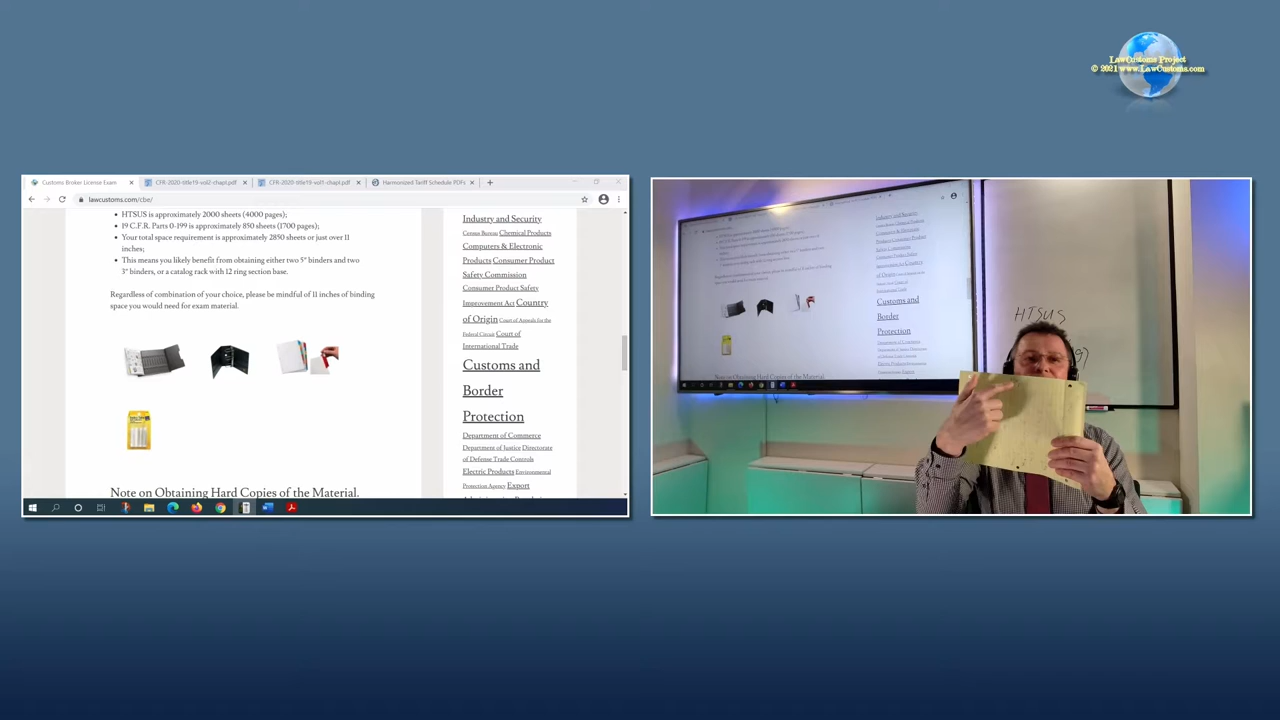 LawCustoms Project
© 2021 www.LawCustoms.com
Customs Broker License Exam
CFR-2020-title19-vol2-chapI.pdf
CFR-2020-title19-vol1-chapI.pdf
Harmonized Tariff Schedule PDFs
lawcustoms.com/cbe/
HTSUS is approximately 2000 sheets (4000 pages);
19 C.F.R. Parts 0-199 is approximately 850 sheets (1700 pages);
Your total space requirement is approximately 2850 sheets or just over 11
inches;
This means you likely benefit from obtaining either two 5" binders and two
3" binders, or a catalog rack with 12 ring section base.
Regardless of combination of your choice, please be mindful of 11 inches of binding
space you would need for exam material.
Note on Obtaining Hard Copies of the Material.
Industry and Security
Census Bureau Chemical Products
Computers & Electronic
Products Consumer Product
Safety Commission
Consumer Product Safety
Improvement Act Country
of Origin Court of Appeals for the
Federal Circuit Court of
International Trade
Customs and
Border
Protection
Department of Commerce
Department of Justice Directorate
of Defense Trade Controls
Electric Products Environmental
Protection Agency Export
Customs and
Border
Protection
HTSUS